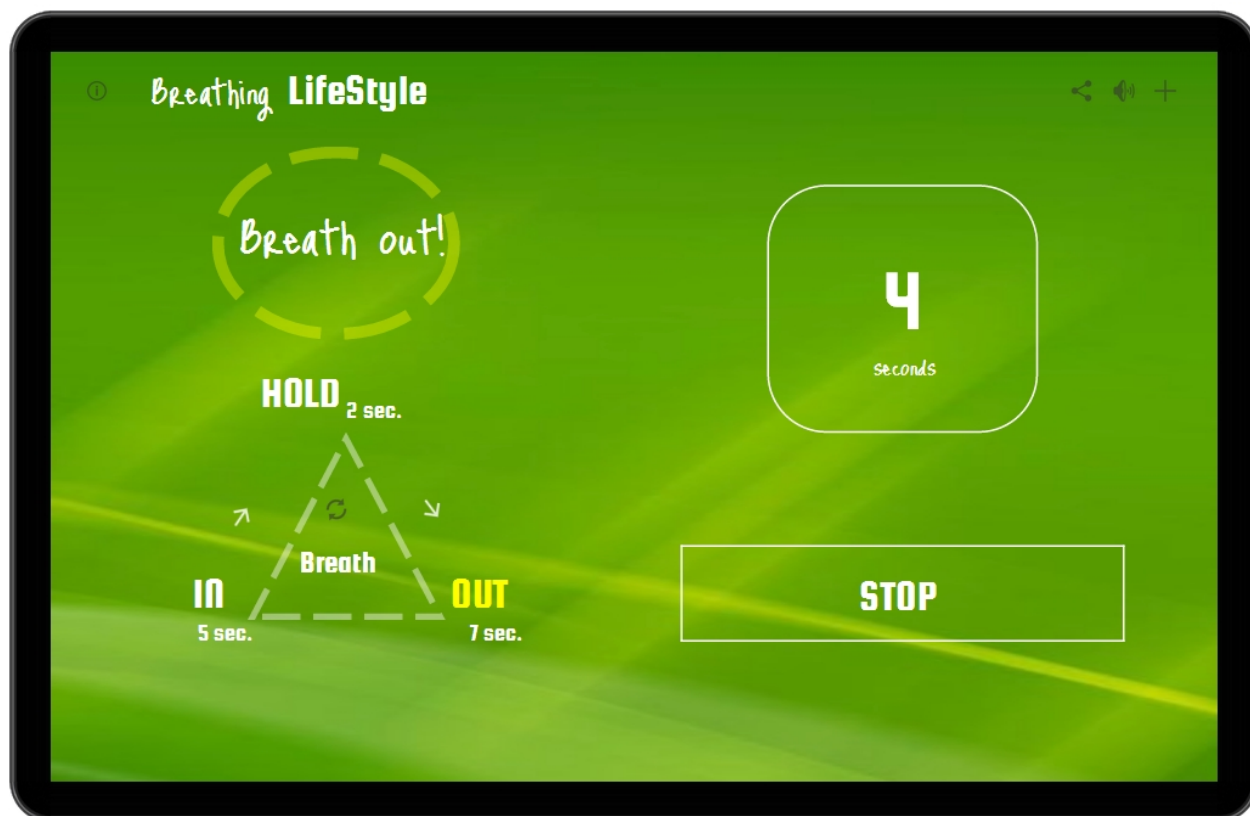 Breathing LifeStyle
Breath out!
HOLD 2 sec.
Breath
IN
5 sec.
OUT
7 sec.
4
seconds
STOP